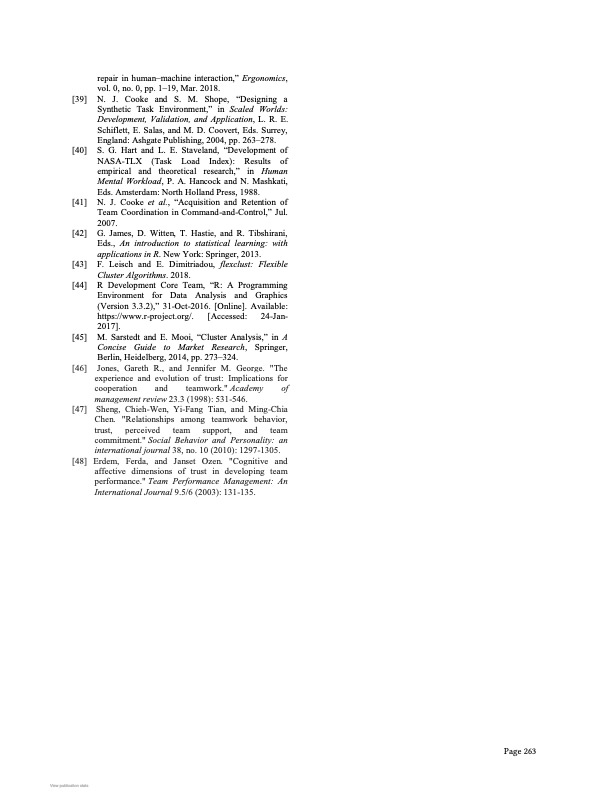 repair in human–machine interaction,” Ergonomics,
vol. 0, no. 0, pp. 1–19, Mar. 2018.
[39] N. J. Cooke and S. M. Shope, “Designing a
Synthetic Task Environment,” in Scaled Worlds:
Development, Validation, and Application, L. R. E.
Schiflett, E. Salas, and M. D. Coovert, Eds. Surrey,
England: Ashgate Publishing, 2004, pp. 263–278.
[40] S. G. Hart and L. E. Staveland, “Development of
NASA-TLX (Task Load Index): Results of
empirical and theoretical research,” in Human
Mental Workload, P. A. Hancock and N. Mashkati,
Eds. Amsterdam: North Holland Press, 1988.
[41] N. J. Cooke et al., “Acquisition and Retention of
Team Coordination in Command-and-Control,” Jul.
2007.
[42] G. James, D. Witten, T. Hastie, and R. Tibshirani,
Eds., An introduction to statistical learning: with
applications in R. New York: Springer, 2013.
[43] F. Leisch and E. Dimitriadou, flexclust: Flexible
Cluster Algorithms. 2018.
[44] R Development Core Team, “R: A Programming
Environment for Data Analysis and Graphics
(Version 3.3.2),” 31-Oct-2016. [Online]. Available:
https://www.r-project.org/. [Accessed: 24-Jan-
2017].
[45] M. Sarstedt and E. Mooi, “Cluster Analysis,” in A
Concise Guide to Market Research, Springer,
Berlin, Heidelberg, 2014, pp. 273–324.
[46] Jones, Gareth R., and Jennifer M. George. "The
experience and evolution of trust: Implications for
cooperation and teamwork." Academy of
management review 23.3 (1998): 531-546.
[47] Sheng, Chieh-Wen, Yi-Fang Tian, and Ming-Chia
Chen. "Relationships among teamwork behavior,
trust, perceived team support, and team
commitment." Social Behavior and Personality: an
international journal 38, no. 10 (2010): 1297-1305.
[48] Erdem, Ferda, and Janset Ozen. "Cognitive and
affective dimensions of trust in developing team
performance." Team Performance Management: An
International Journal 9.5/6 (2003): 131-135.
Page 263
View publication stats